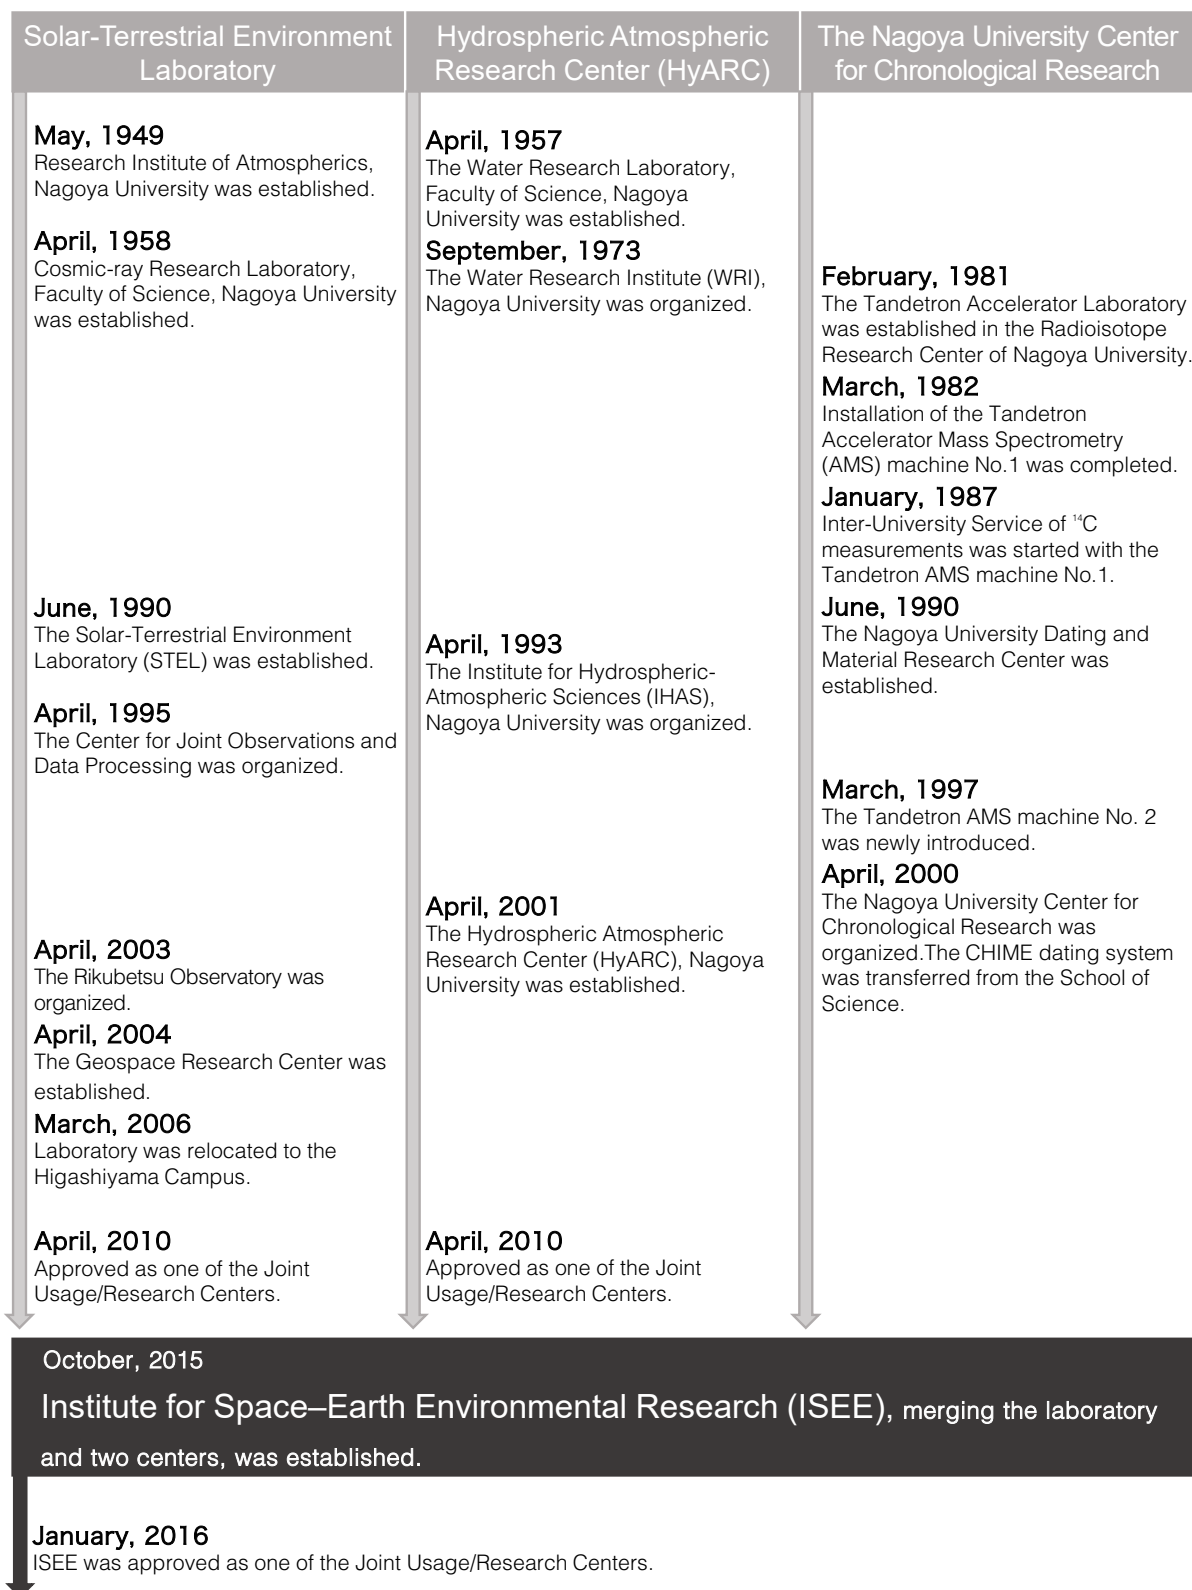 Solar-Terrestrial Environment
Laboratory
Hydrospheric Atmospheric
Research Center (HyARC)
The Nagoya University Center
for Chronological Research
May, 1949
Research Institute of Atmospherics,
Nagoya University was established.
April, 1958
Cosmic-ray Research Laboratory,
Faculty of Science, Nagoya University
was established.
June, 1990
The Solar-Terrestrial Environment
Laboratory (STEL) was established.
April, 1995
The Center for Joint Observations and
Data Processing was organized.
April, 2003
The Rikubetsu Observatory was
organized.
April, 2004
The Geospace Research Center was
established.
March, 2006
Laboratory was relocated to the
Higashiyama Campus.
April, 2010
Approved as one of the Joint
Usage/Research Centers.
April, 1957
The Water Research Laboratory,
Faculty of Science, Nagoya
University was established.
September, 1973
The Water Research Institute (WRI),
Nagoya University was organized.
April, 1993
The Institute for Hydrospheric-
Atmospheric Sciences (IHAS),
Nagoya University was organized.
April, 2001
The Hydrospheric Atmospheric
Research Center (HyARC), Nagoya
University was established.
April, 2010
Approved as one of the Joint
Usage/Research Centers.
February, 1981
The Tandetron Accelerator Laboratory
was established in the Radioisotope
Research Center of Nagoya University.
March, 1982
Installation of the Tandetron
Accelerator Mass Spectrometry
(AMS) machine No.1 was completed.
January, 1987
Inter-University Service of ¹⁴C
measurements was started with the
Tandetron AMS machine No.1.
June, 1990
The Nagoya University Dating and
Material Research Center was
established.
March, 1997
The Tandetron AMS machine No. 2
was newly introduced.
April, 2000
The Nagoya University Center for
Chronological Research was
organized.The CHIME dating system
was transferred from the School of
Science.
October, 2015
Institute for Space–Earth Environmental Research (ISEE), merging the laboratory
and two centers, was established.
January, 2016
ISEE was approved as one of the Joint Usage/Research Centers.